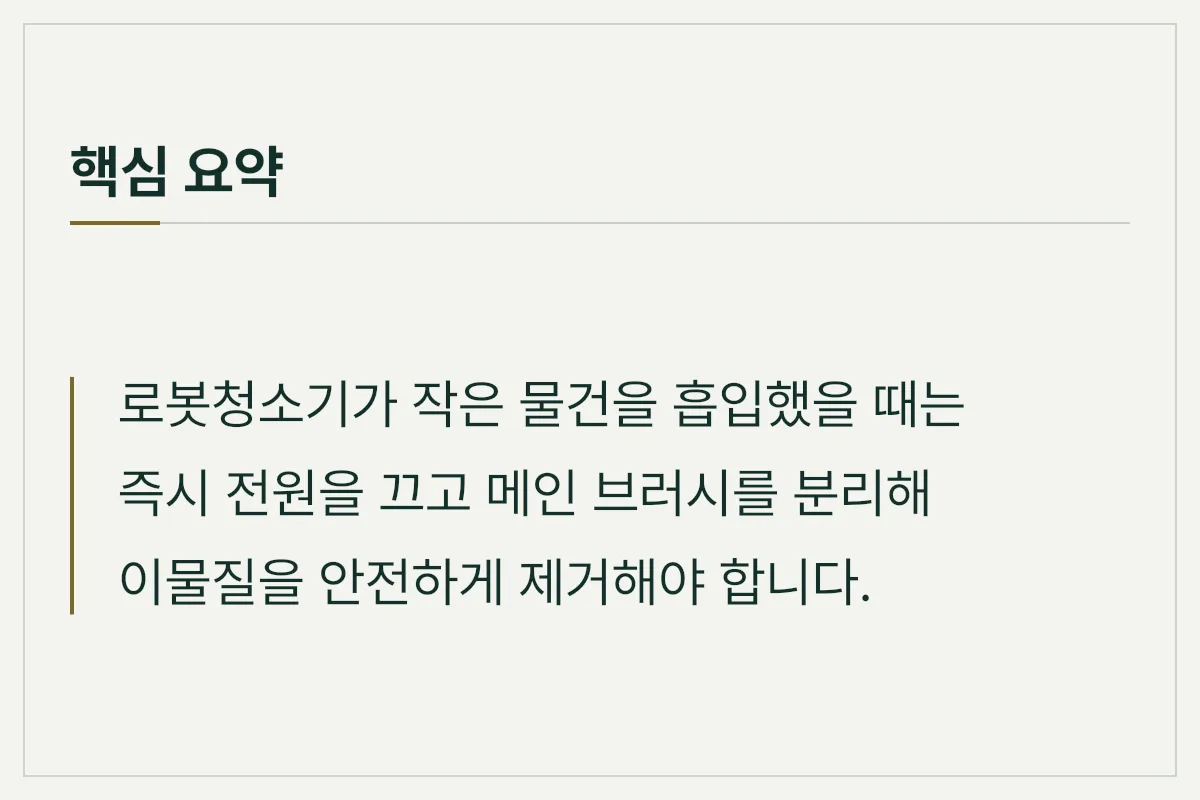 핵심 요약
로봇청소기가 작은 물건을 흡입했을 때는
즉시 전원을 끄고 메인 브러시를 분리해
이물질을 안전하게 제거해야 합니다.